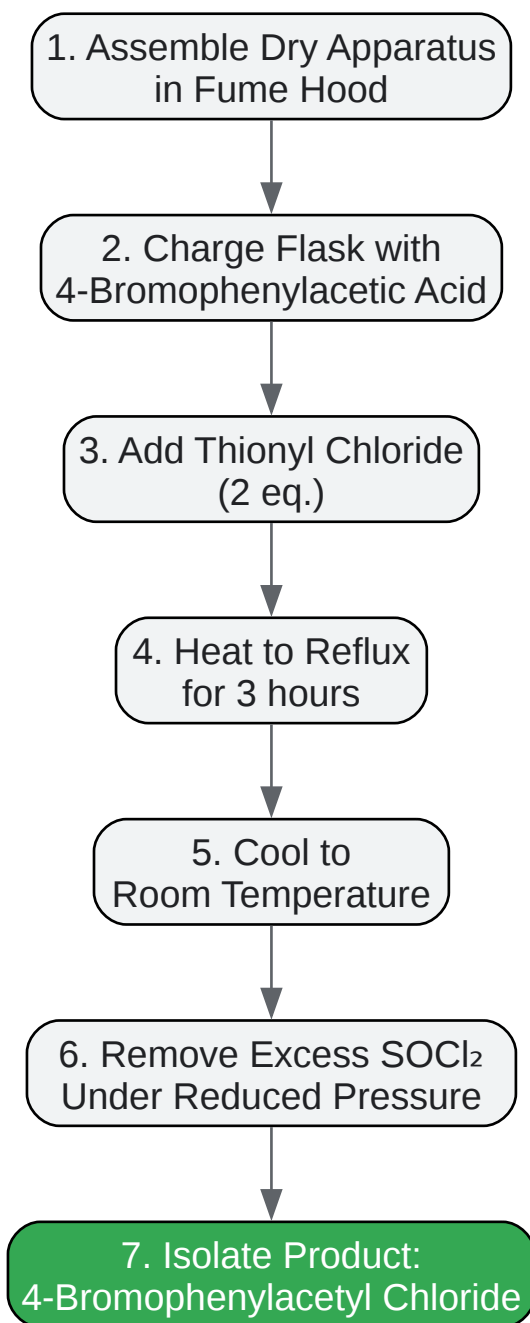 1. Assemble Dry Apparatus
in Fume Hood
2. Charge Flask with
4-Bromophenylacetic Acid
3. Add Thionyl Chloride
(2 eq.)
4. Heat to Reflux
for 3 hours
5. Cool to
Room Temperature
6. Remove Excess SOCl₂
Under Reduced Pressure
7. Isolate Product:
4-Bromophenylacetyl Chloride